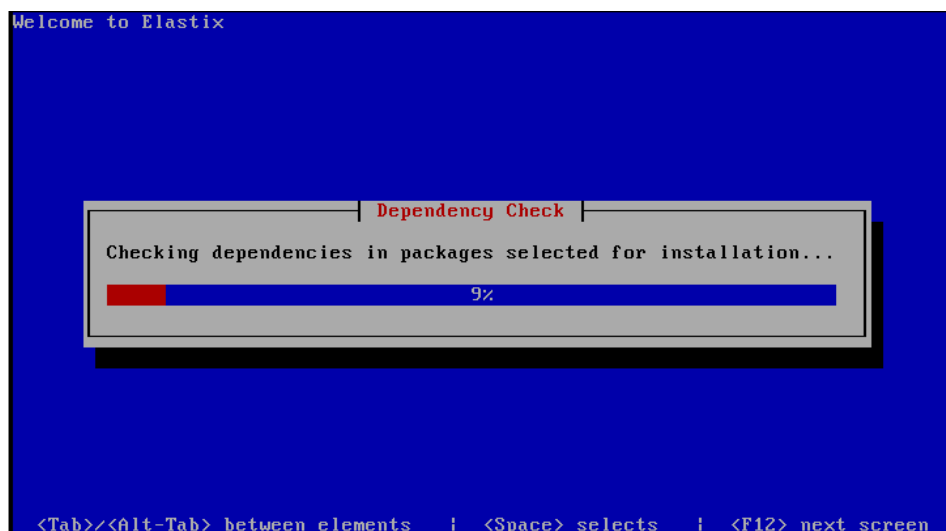 Welcome to Elastix
Dependency Check
Checking dependencies in packages selected for installation...
9%
<Tab>/<Alt-Tab> between elements | <Space> selects | <F12> next screen